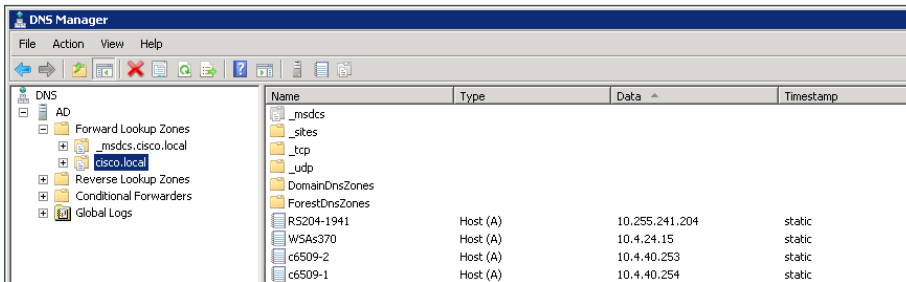 DNS Manager
File Action View Help
DNS
AD
Forward Lookup Zones
_msdcs.cisco.local
cisco.local
Reverse Lookup Zones
Conditional Forwarders
Global Logs
Name Type Data Timestamp
_msdcs
_sites
_tcp
_udp
DomainDnsZones
ForestDnsZones
RS204-1941 Host (A) 10.255.241.204 static
WSAs370 Host (A) 10.4.24.15 static
c6509-2 Host (A) 10.4.40.253 static
c6509-1 Host (A) 10.4.40.254 static